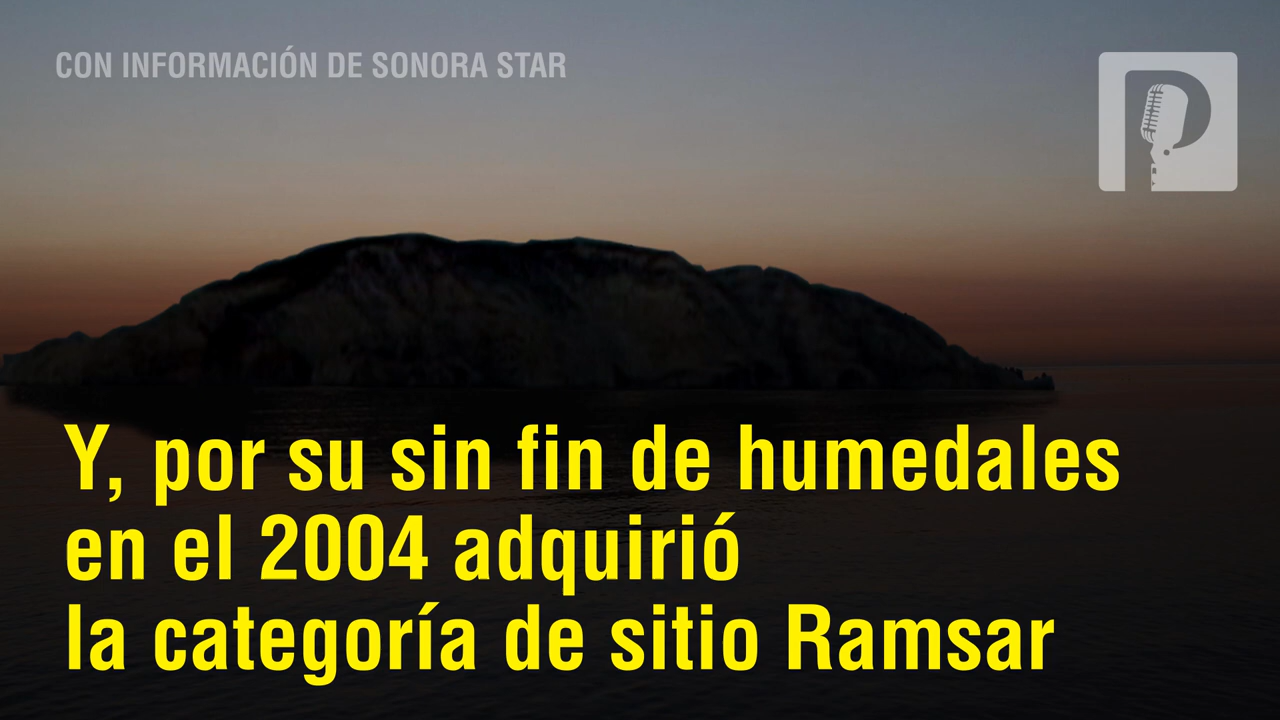 CON INFORMACIÓN DE SONORA STAR
Y, por su sin fin de humedales
en el 2004 adquirió
la categoría de sitio Ramsar